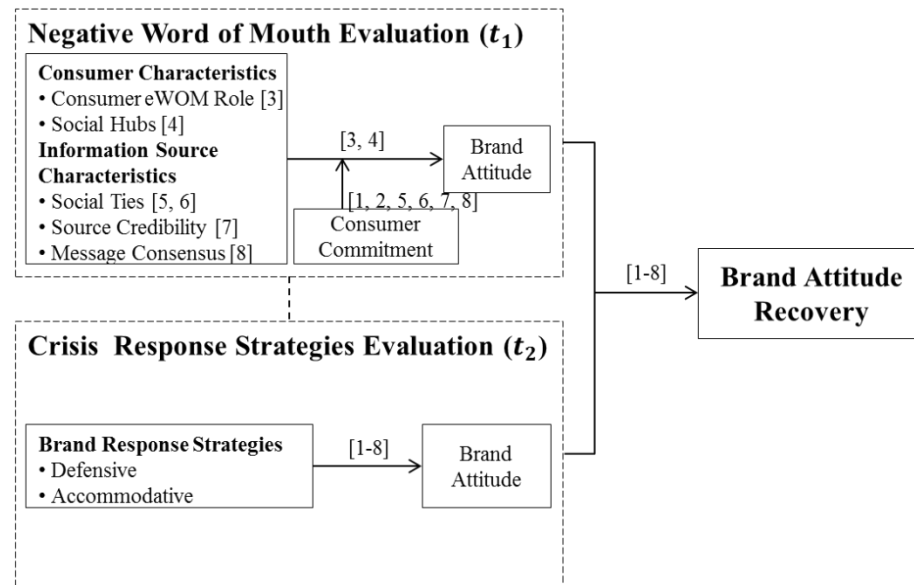 Negative Word of Mouth Evaluation (t₁)
Consumer Characteristics
• Consumer eWOM Role [3]
• Social Hubs [4]
Information Source
Characteristics
• Social Ties [5, 6]
• Source Credibility [7]
• Message Consensus [8]
[3, 4]
Brand
Attitude
[1, 2, 5, 6, 7, 8]
Consumer
Commitment
[1-8]
Brand Attitude
Recovery
Crisis Response Strategies Evaluation (t₂)
Brand Response Strategies
• Defensive
• Accommodative
[1-8]
Brand
Attitude